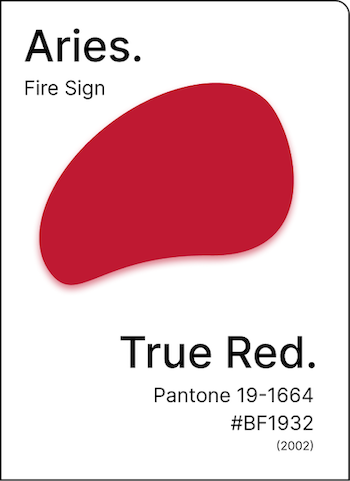 Aries.
Fire Sign
True Red.
Pantone 19-1664
#BF1932
(2002)